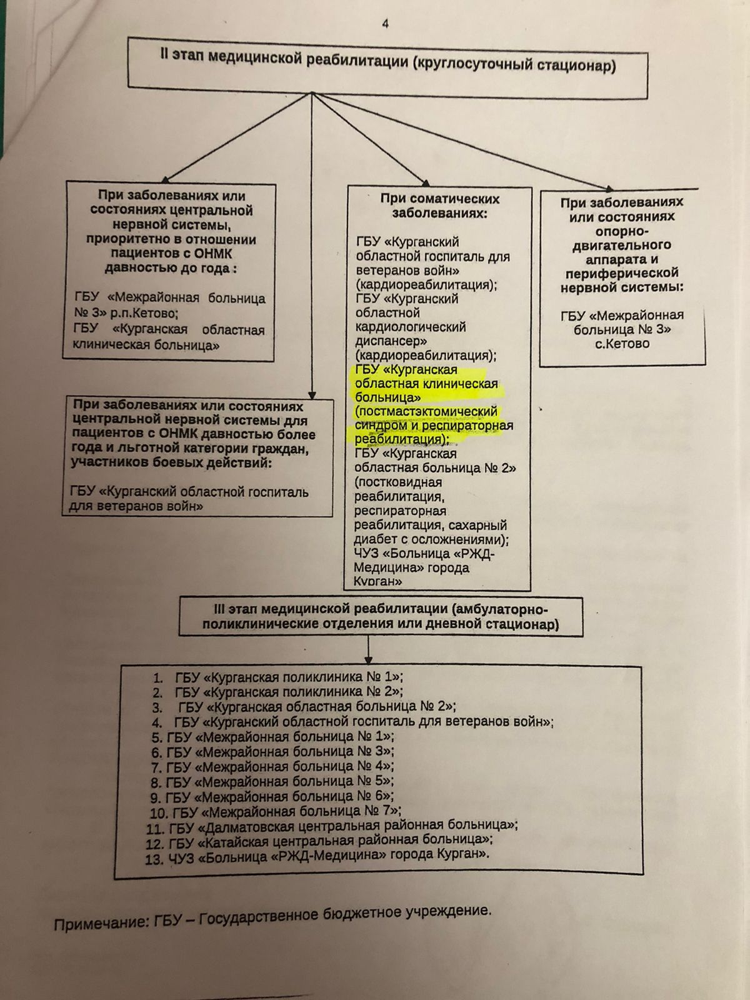 4
II этап медицинской реабилитации (круглосуточный стационар)
При заболеваниях или
состояниях центральной
нервной системы,
приоритетно в отношении
пациентов с ОНМК
давностью до года :
ГБУ «Межрайонная больница
№ 3» р.п.Кетово;
ГБУ «Курганская областная
клиническая больница»
При заболеваниях или состояниях
центральной нервной системы для
пациентов с ОНМК давностью более
года и льготной категории граждан,
участников боевых действий:
ГБУ «Курганский областной госпиталь
для ветеранов войн»
При соматических
заболеваниях:
ГБУ «Курганский
областной госпиталь для
ветеранов войн»
(кардиореабилитация);
ГБУ «Курганский
областной
кардиологический
диспансер»
(кардиореабилитация);
ГБУ «Курганская
областная клиническая
больница»
(постмастэктомический
синдром и респираторная
реабилитация);
ГБУ «Курганская
областная больница № 2»
(постковидная
реабилитация,
респираторная
реабилитация, сахарный
диабет с осложнениями);
ЧУЗ «Больница «РЖД-
Медицина» города
Курган»
При заболеваниях
или состояниях
опорно-
двигательного
аппарата и
периферической
нервной системы:
ГБУ «Межрайонная
больница № 3»
с.Кетово
III этап медицинской реабилитации (амбулаторно-
поликлинические отделения или дневной стационар)
1. ГБУ «Курганская поликлиника № 1»;
2. ГБУ «Курганская поликлиника № 2»;
3. ГБУ «Курганская областная больница № 2»;
4. ГБУ «Курганский областной госпиталь для ветеранов войн»;
5. ГБУ «Межрайонная больница № 1»;
6. ГБУ «Межрайонная больница № 3»;
7. ГБУ «Межрайонная больница № 4»;
8. ГБУ «Межрайонная больница № 5»;
9. ГБУ «Межрайонная больница № 6»;
10. ГБУ «Межрайонная больница № 7»;
11. ГБУ «Далматовская центральная районная больница»;
12. ГБУ «Катайская центральная районная больница»;
13. ЧУЗ «Больница «РЖД-Медицина» города Курган».
Примечание: ГБУ – Государственное бюджетное учреждение.